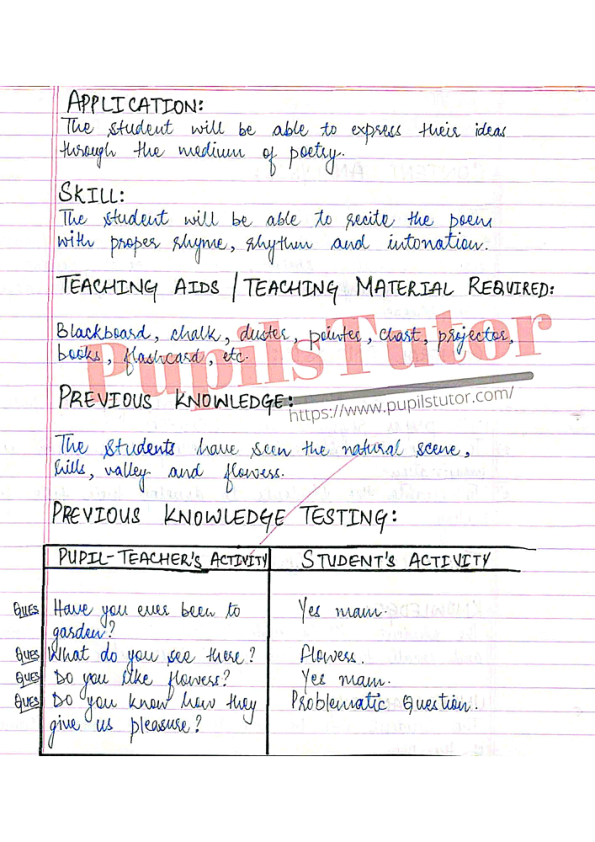 APPLICATION:
The student will be able to express their ideas
through the medium of poetry.
SKILL:
The student will be able to recite the poem
with proper rhyme, rhythm and intonation.
TEACHING AIDS / TEACHING MATERIAL REQUIRED:
Blackboard, chalk, duster, pointer, chart, projector,
books, flashcard, etc.
PupilsTutor
PREVIOUS KNOWLEDGE:
https://www.pupilstutor.com/
The students have seen the natural scene,
hills, valley and flowers.
PREVIOUS KNOWLEDGE TESTING:
PUPIL-TEACHER'S ACTIVITY STUDENT'S ACTIVITY
QUES Have you ever been to Yes mam.
garden?
QUES What do you see there? Flowers.
QUES Do you like flowers? Yes mam.
QUES Do you know how they Problematic Question.
give us pleasure?